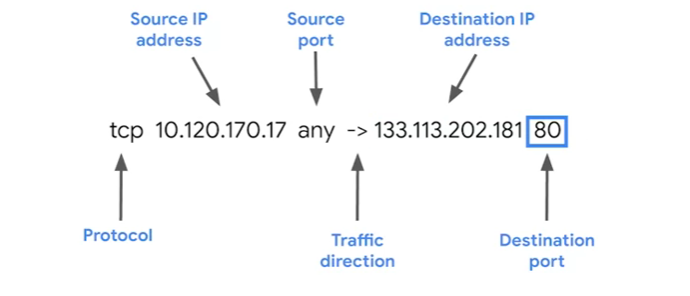 Source IP
address
Source
port
Destination IP
address
tcp 10.120.170.17 any -> 133.113.202.181 80
Protocol
Traffic
direction
Destination
port